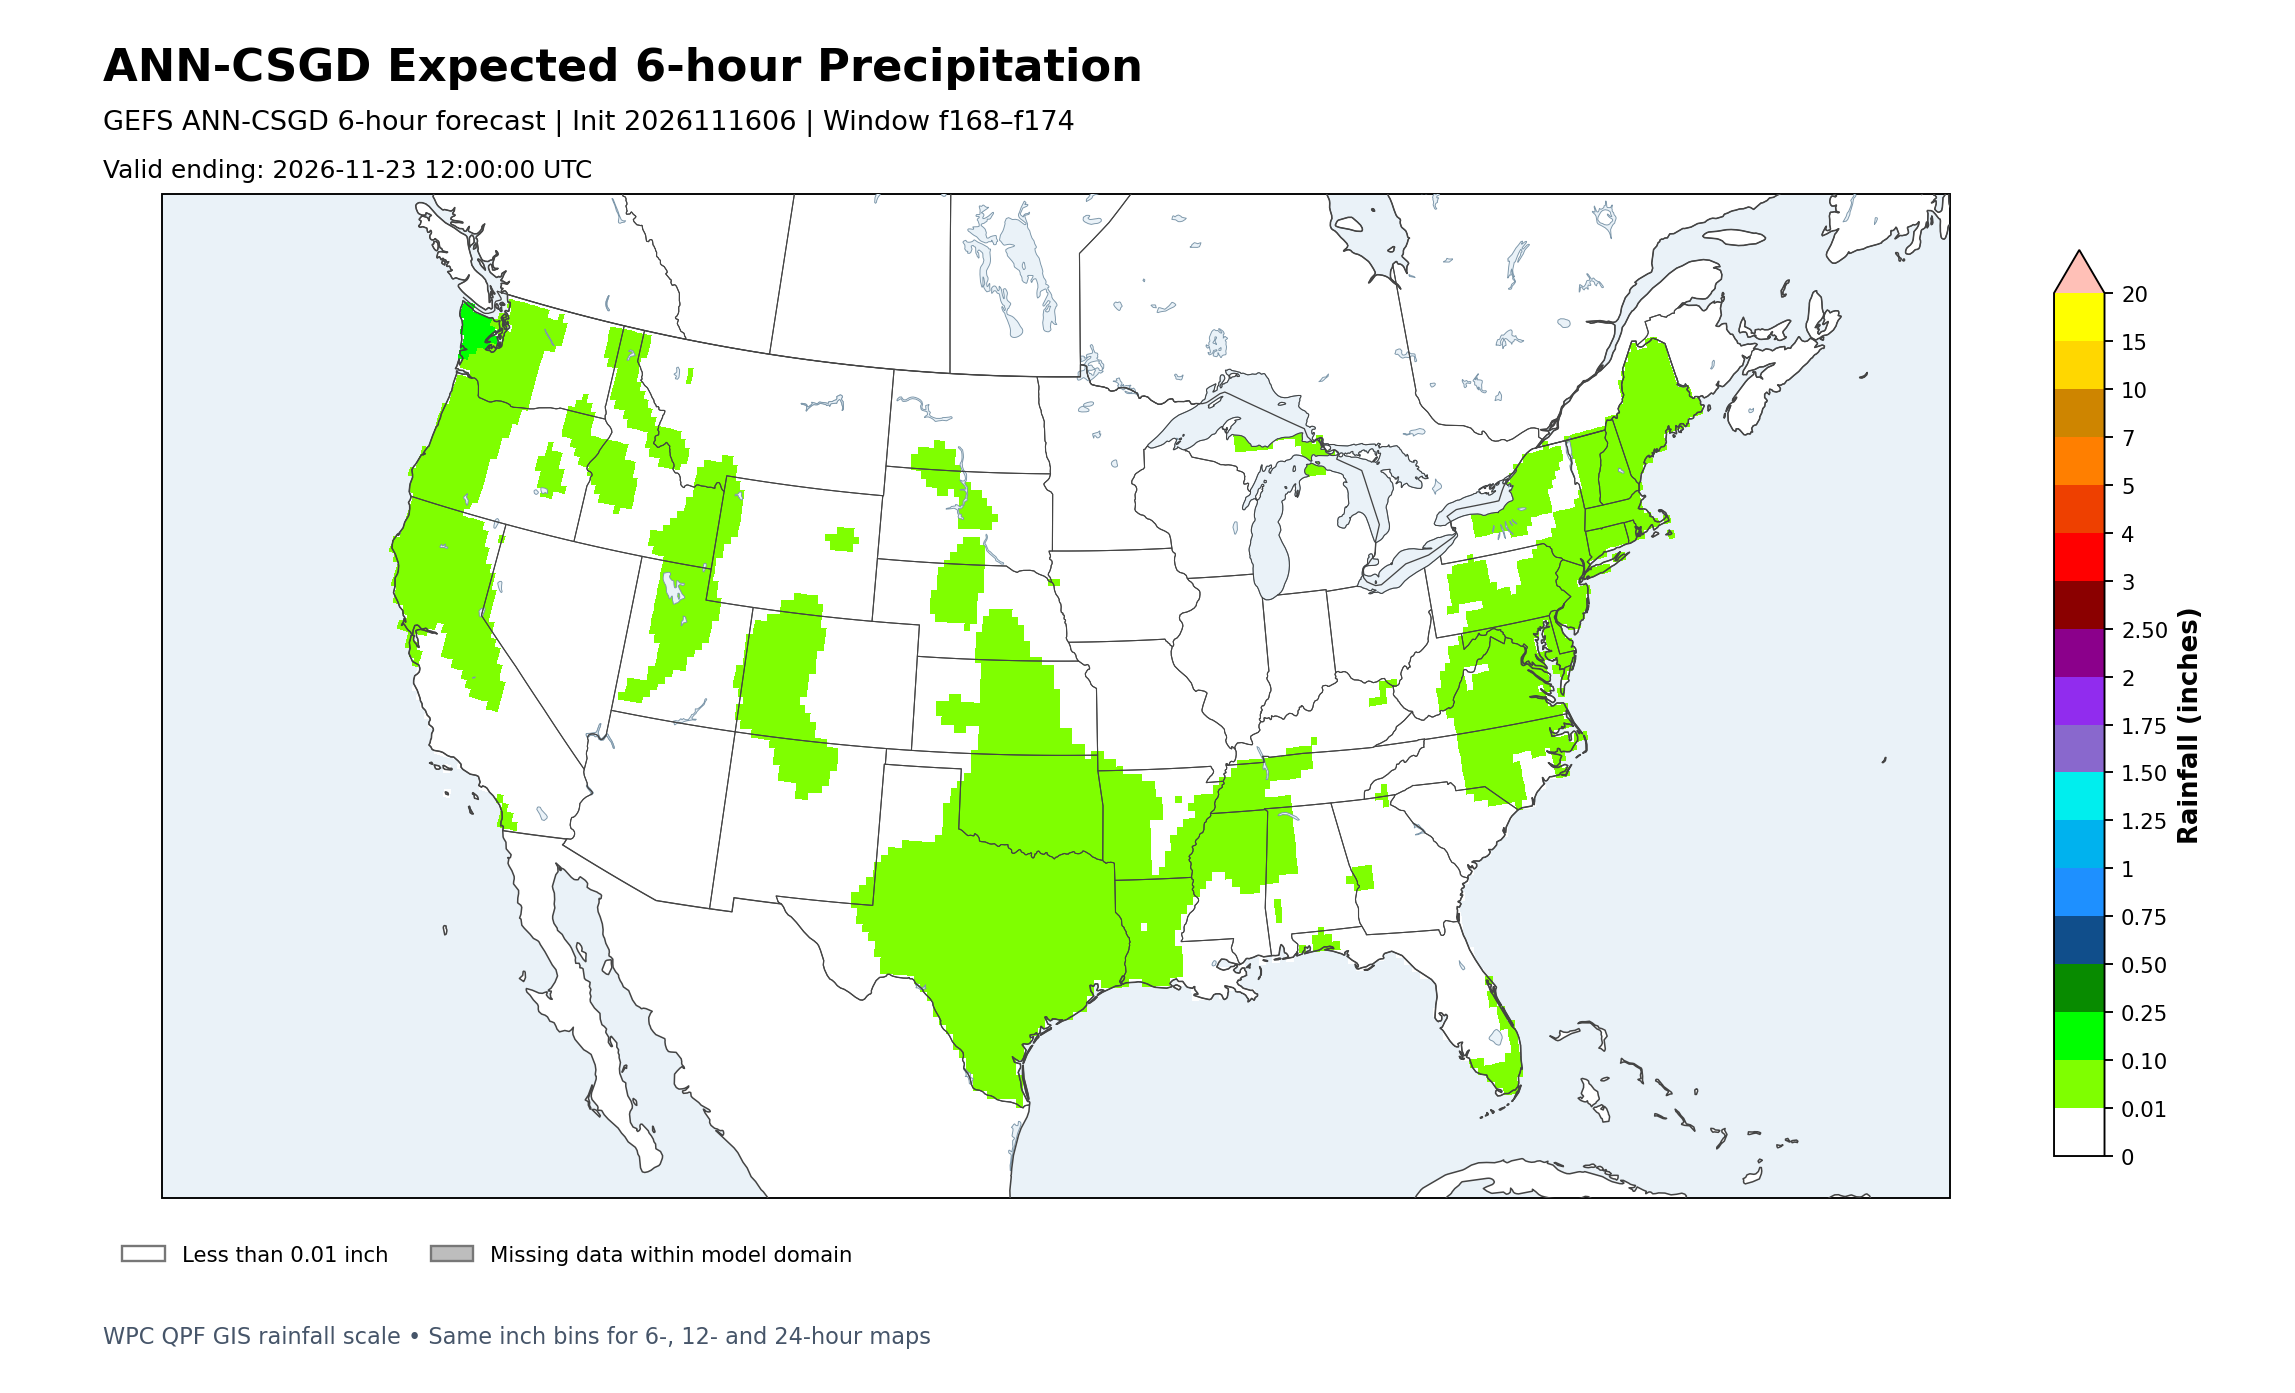 ANN-CSGD Expected 6-hour Precipitation
GEFS ANN-CSGD 6-hour forecast | Init 2026111606 | Window f168–f174
Valid ending: 2026-11-23 12:00:00 UTC
20
15
10
7
5
4
3
2.50
2
1.75
1.50
1.25
1
0.75
0.50
0.25
0.10
0.01
0
Rainfall (inches)
Less than 0.01 inch
Missing data within model domain
WPC QPF GIS rainfall scale • Same inch bins for 6-, 12- and 24-hour maps